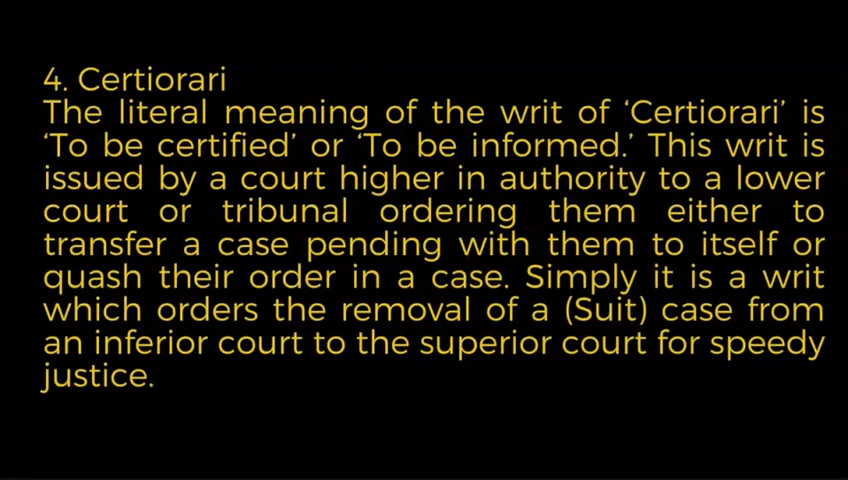 4. Certiorari
The literal meaning of the writ of ‘Certiorari’ is
‘To be certified’ or ‘To be informed.’ This writ is
issued by a court higher in authority to a lower
court or tribunal ordering them either to
transfer a case pending with them to itself or
quash their order in a case. Simply it is a writ
which orders the removal of a (Suit) case from
an inferior court to the superior court for speedy
justice.